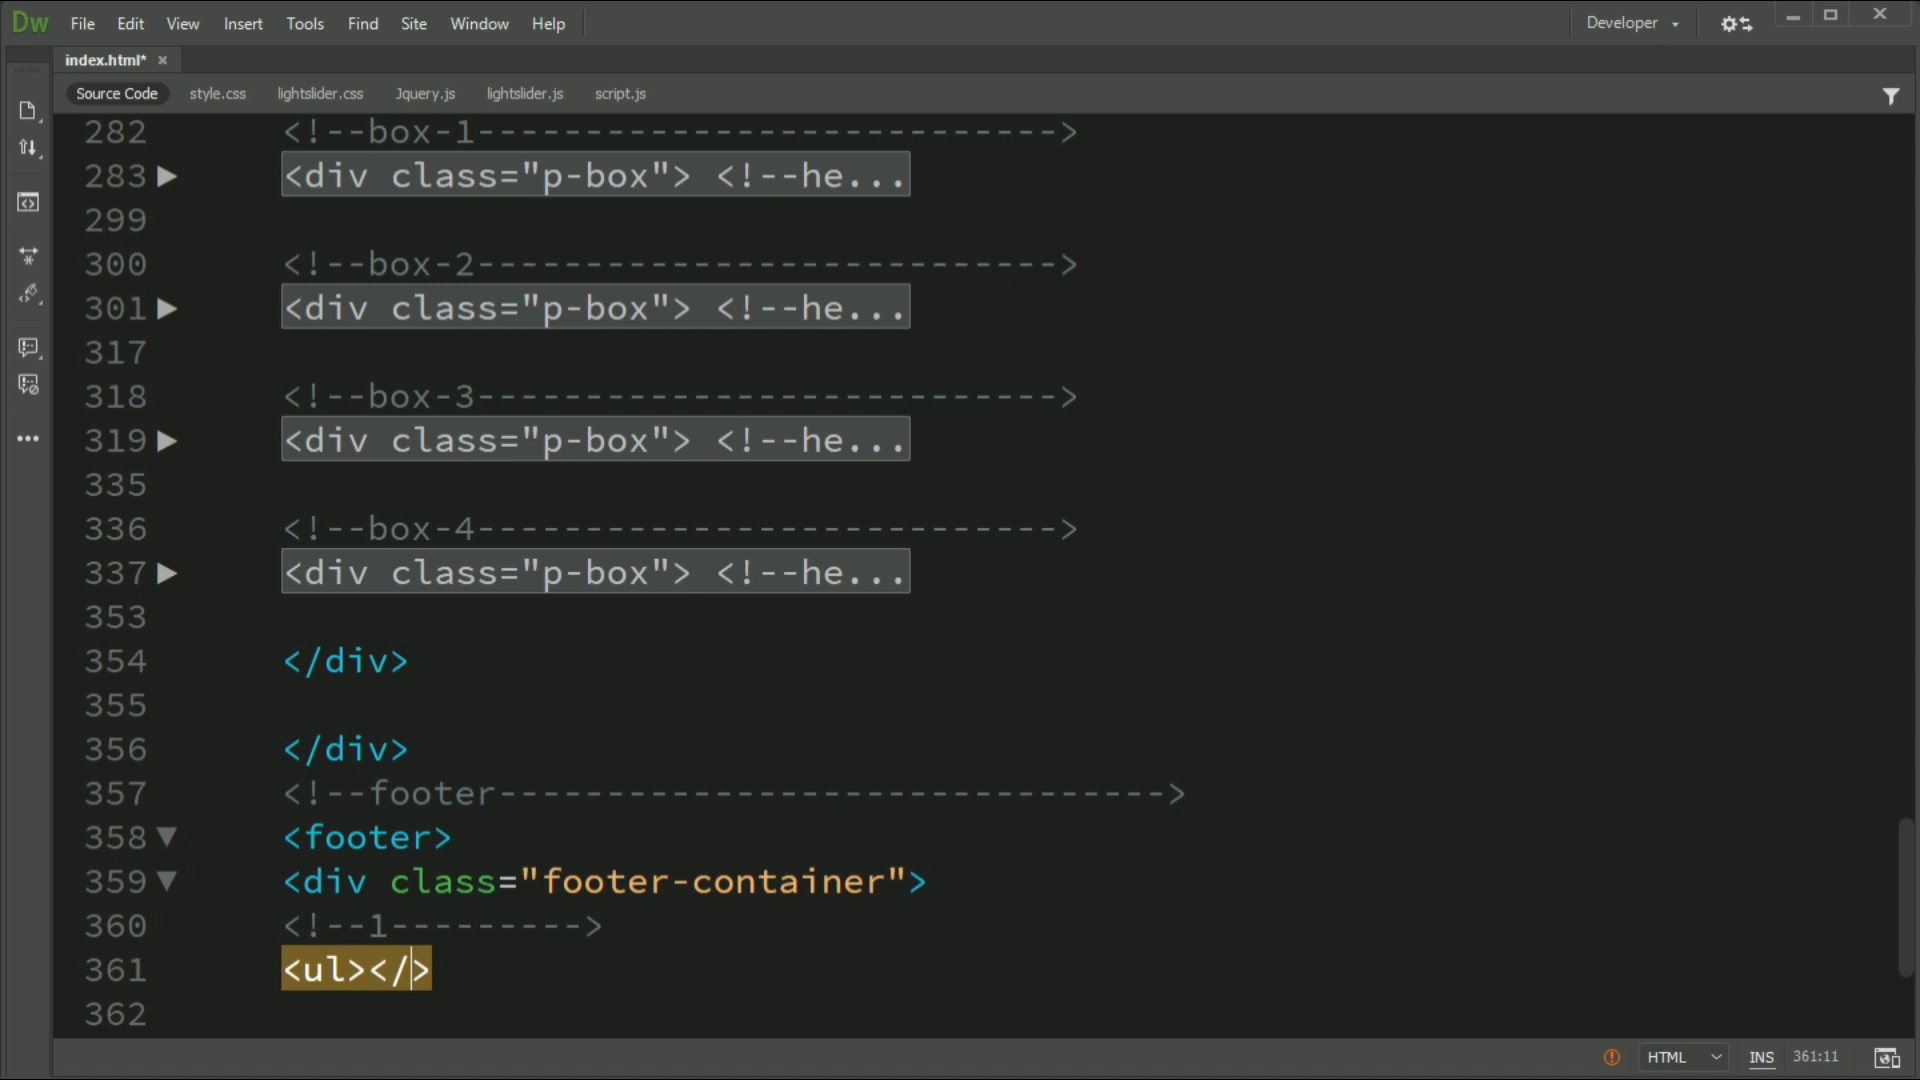 Dw File Edit View Insert Tools Find Site Window Help Developer
index.html*
Source Code style.css lightslider.css Jquery.js lightslider.js script.js
282 <!--box-1--------------------------->
283 <div class="p-box"> <!--he...
299
300 <!--box-2--------------------------->
301 <div class="p-box"> <!--he...
317
318 <!--box-3--------------------------->
319 <div class="p-box"> <!--he...
335
336 <!--box-4--------------------------->
337 <div class="p-box"> <!--he...
353
354 </div>
355
356 </div>
357 <!--footer------------------------------->
358 <footer>
359 <div class="footer-container">
360 <!--1--------->
361 <ul></>
362
HTML INS 361:11